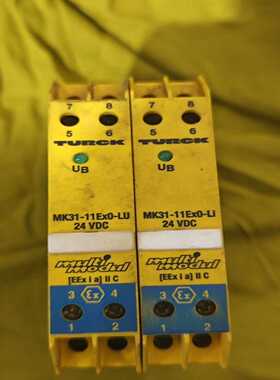 7 8
5 6
TURCK
UB
MK31-11Ex0-LU
24 VDC
multi
modul
[EEx i a] II C
3 Ex 4
1 2
7 8
5 6
TURCK
UB
MK31-11Ex0-Li
24 VDC
multi
modul
[EEx i a] II C
3 Ex 4
1 2